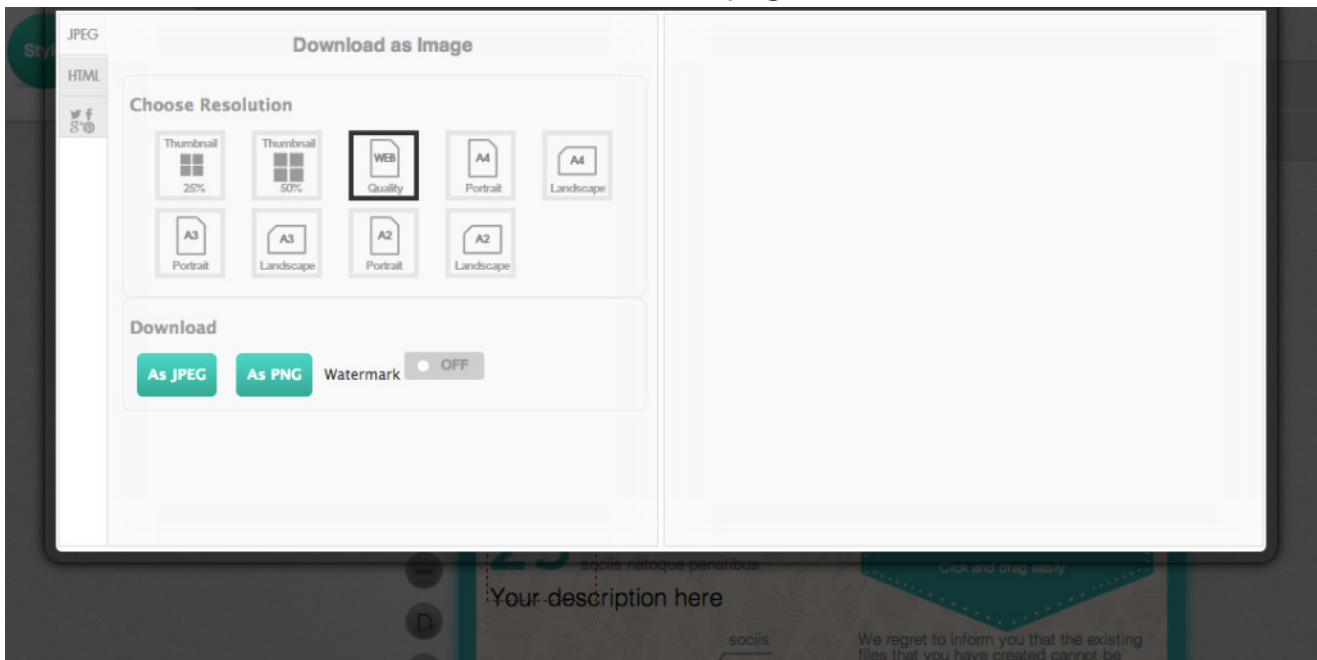 Styl
JPEG
HTML
Download as Image
Choose Resolution
Thumbnail
25%
Thumbnail
50%
WEB
Quality
A4
Portrait
A4
Landscape
A3
Portrait
A3
Landscape
A2
Portrait
A2
Landscape
Download
As JPEG
As PNG
Watermark
OFF
sociis natoque penatibus
Click and drag easily
Your description here
sociis
We regret to inform you that the existing
files that you have created cannot be